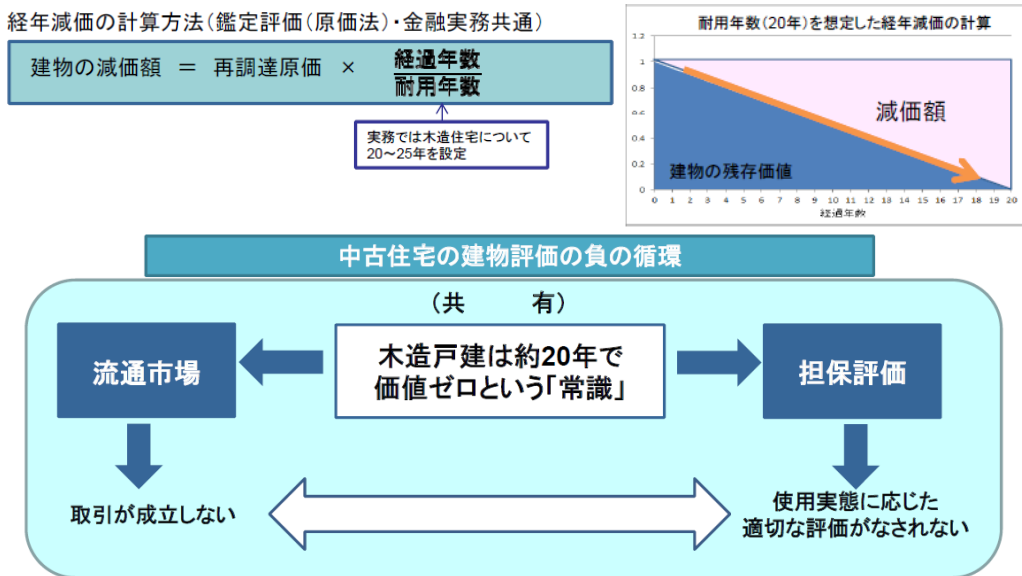 経年減価の計算方法(鑑定評価(原価法)・金融実務共通)
建物の減価額 = 再調達原価 × 経過年数
耐用年数
実務では木造住宅について
20~25年を設定
耐用年数(20年)を想定した経年減価の計算
1.2
1
0.8
0.6
0.4
0.2
0
減価額
建物の残存価値
0 1 2 3 4 5 6 7 8 9 10 11 12 13 14 15 16 17 18 19 20
経過年数
中古住宅の建物評価の負の循環
(共 有)
流通市場
木造戸建は約20年で
価値ゼロという「常識」
担保評価
取引が成立しない
使用実態に応じた
適切な評価がなされない